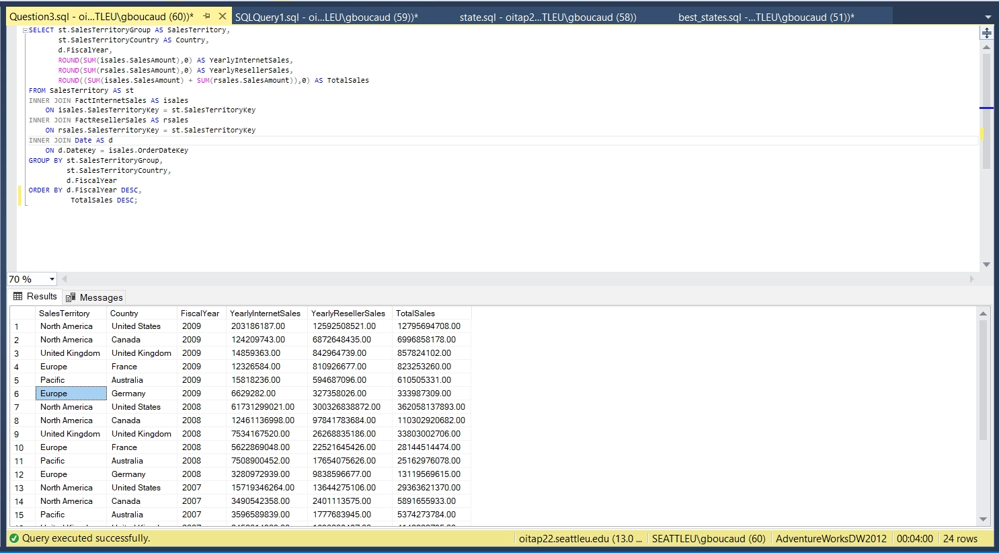 Question3.sql - oi...TLEU\gboucaud (60))* SQLQuery1.sql - oi...LEU\gboucaud (59))* state.sql - oitap2...TLEU\gboucaud (58)) best_states.sql -...TLEU\gboucaud (51))*
SELECT st.SalesTerritoryGroup AS SalesTerritory,
st.SalesTerritoryCountry AS Country,
d.FiscalYear,
ROUND(SUM(isales.SalesAmount),0) AS YearlyInternetSales,
ROUND(SUM(rsales.SalesAmount),0) AS YearlyResellerSales,
ROUND((SUM(isales.SalesAmount) + SUM(rsales.SalesAmount)),0) AS TotalSales
FROM SalesTerritory AS st
INNER JOIN FactInternetSales AS isales
ON isales.SalesTerritoryKey = st.SalesTerritoryKey
INNER JOIN FactResellerSales AS rsales
ON rsales.SalesTerritoryKey = st.SalesTerritoryKey
INNER JOIN Date AS d
ON d.DateKey = isales.OrderDateKey
GROUP BY st.SalesTerritoryGroup,
st.SalesTerritoryCountry,
d.FiscalYear
ORDER BY d.FiscalYear DESC,
TotalSales DESC;
70 %
Results Messages
SalesTerritory Country FiscalYear YearlyInternetSales YearlyResellerSales TotalSales
1 North America United States 2009 203186187.00 12592508521.00 12795694708.00
2 North America Canada 2009 124209743.00 6872648435.00 6996858178.00
3 United Kingdom United Kingdom 2009 14859363.00 842964739.00 857824102.00
4 Europe France 2009 12326584.00 810926677.00 823253260.00
5 Pacific Australia 2009 15818236.00 594687096.00 610505331.00
6 Europe Germany 2009 6629282.00 327358026.00 333987309.00
7 North America United States 2008 61731299021.00 300326838872.00 362058137893.00
8 North America Canada 2008 12461136998.00 97841783684.00 110302920682.00
9 United Kingdom United Kingdom 2008 7534167520.00 26268835186.00 33803002706.00
10 Europe France 2008 5622869048.00 22521645426.00 28144514474.00
11 Pacific Australia 2008 7508900452.00 17654075626.00 25162976078.00
12 Europe Germany 2008 3280972939.00 9838596677.00 13119569615.00
13 North America United States 2007 15719346264.00 13644275106.00 29363621370.00
14 North America Canada 2007 3490542358.00 2401113575.00 5891655933.00
15 Pacific Australia 2007 3596589839.00 1777683945.00 5374273784.00
Query executed successfully. oitap22.seattleu.edu (13.0 ... SEATTLEU\gboucaud (60) AdventureWorksDW2012 00:04:00 24 rows